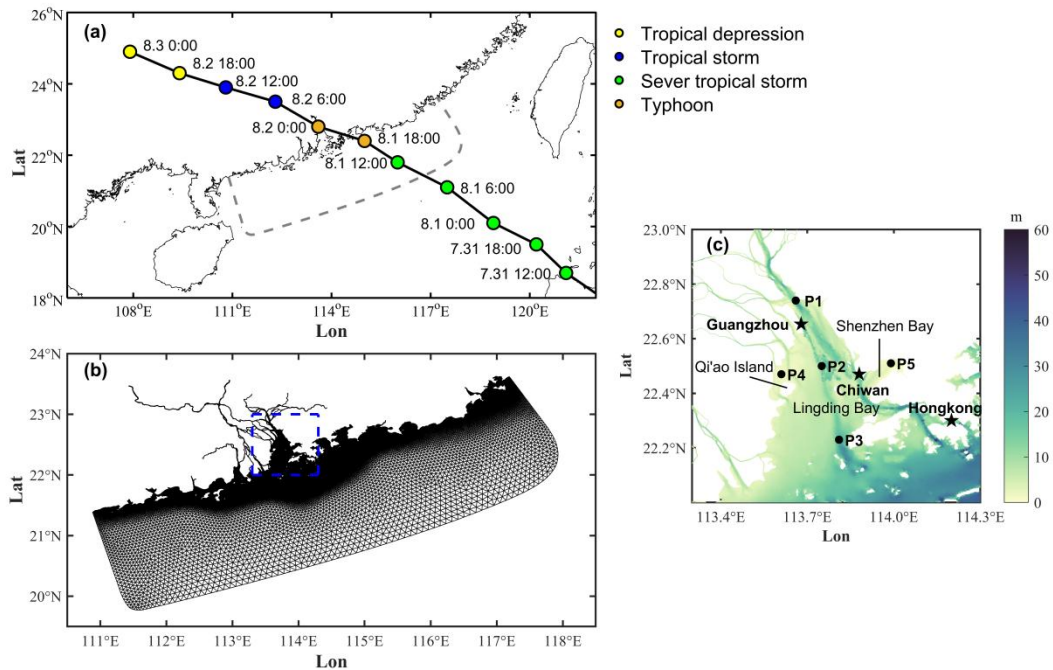 (a)
26°N
24°N
22°N
20°N
18°N
Lat
8.3 0:00
8.2 18:00
8.2 12:00
8.2 6:00
8.2 0:00
8.1 18:00
8.1 12:00
8.1 6:00
8.1 0:00
7.31 18:00
7.31 12:00
108°E 111°E 114°E 117°E 120°E
Lon
Tropical depression
Tropical storm
Sever tropical storm
Typhoon
(b)
24°N
23°N
22°N
21°N
20°N
Lat
111°E 112°E 113°E 114°E 115°E 116°E 117°E 118°E
Lon
(c)
23.0°N
22.8°N
22.6°N
22.4°N
22.2°N
Lat
P1
Guangzhou
Shenzhen Bay
Qi'ao Island
P4
P2
P5
Chiwan
Lingding Bay
Hongkong
P3
113.4°E 113.7°E 114.0°E 114.3°E
Lon
m
60
50
40
30
20
10
0